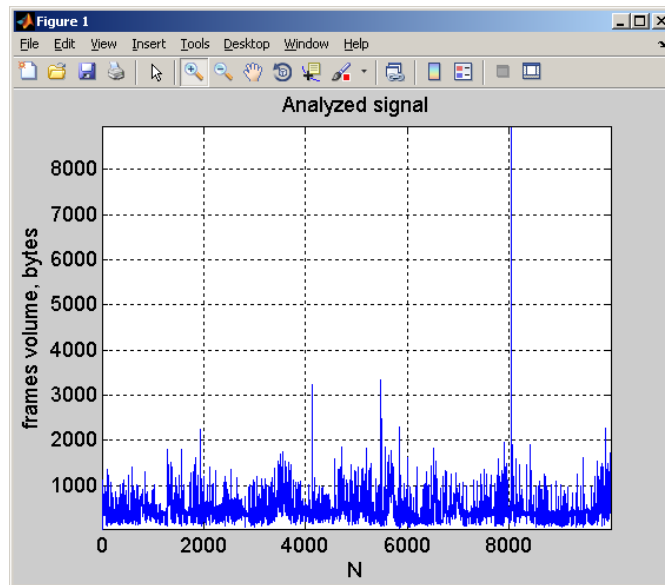 Figure 1
File Edit View Insert Tools Desktop Window Help
Analyzed signal
8000
7000
6000
5000
4000
3000
2000
1000
frames volume, bytes
0 2000 4000 6000 8000
N